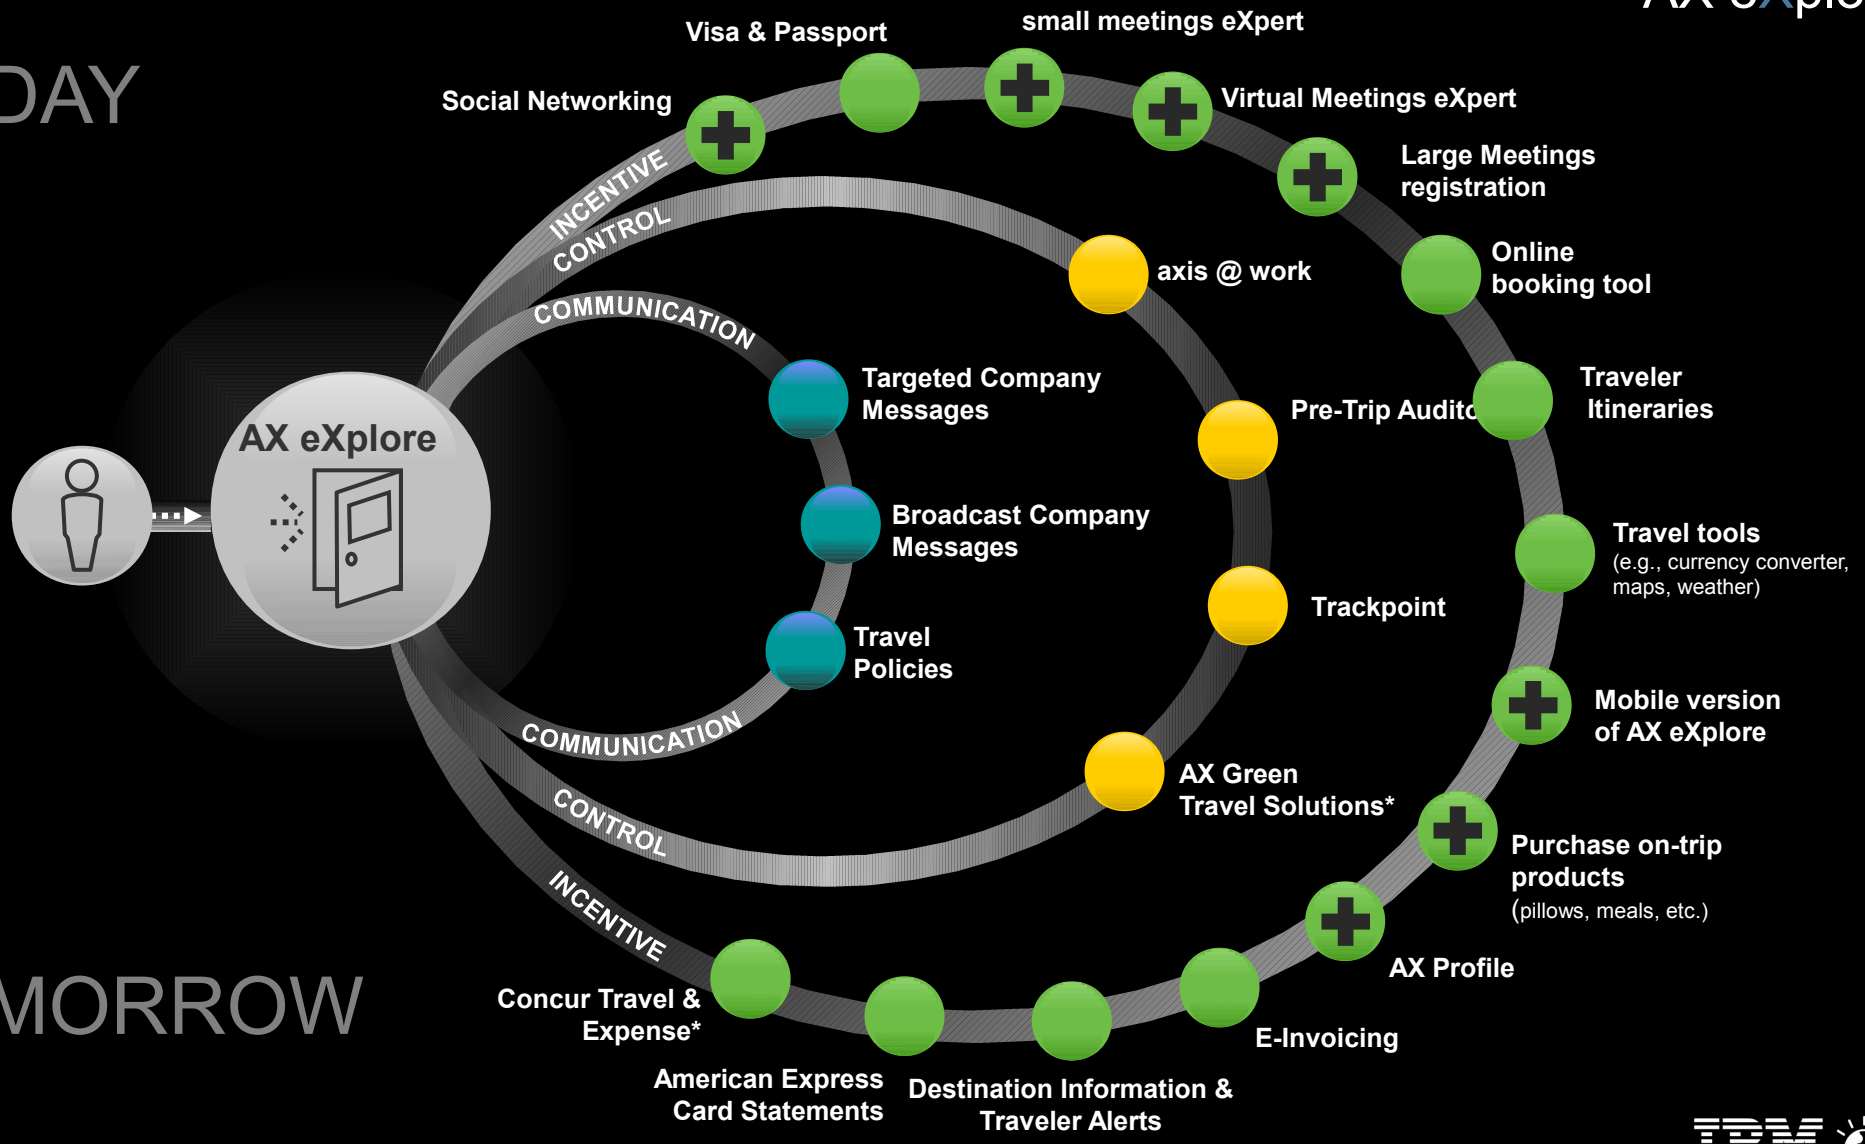 AX eXplo
DAY
small meetings eXpert
Visa & Passport
Social Networking
Virtual Meetings eXpert
Large Meetings
registration
INCENTIVE
CONTROL
COMMUNICATION
axis @ work
Online
booking tool
Targeted Company
Messages
Pre-Trip Audito
Traveler
Itineraries
AX eXplore
Broadcast Company
Messages
Travel tools
(e.g., currency converter,
maps, weather)
Trackpoint
Travel
Policies
Mobile version
of AX eXplore
COMMUNICATION
CONTROL
INCENTIVE
AX Green
Travel Solutions*
Purchase on-trip
products
(pillows, meals, etc.)
AX Profile
MORROW
Concur Travel &
Expense*
E-Invoicing
American Express
Card Statements
Destination Information &
Traveler Alerts